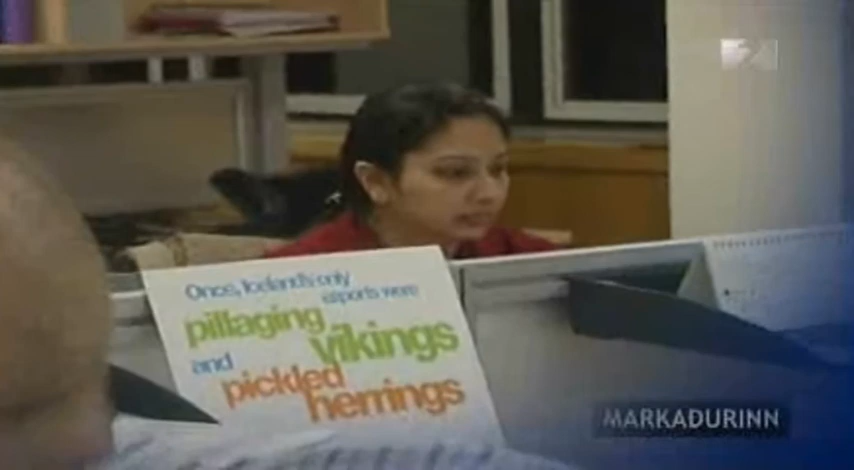 Once, Iceland's only
exports were
pillaging
vikings
and
pickled
herrings
MARKADURINN